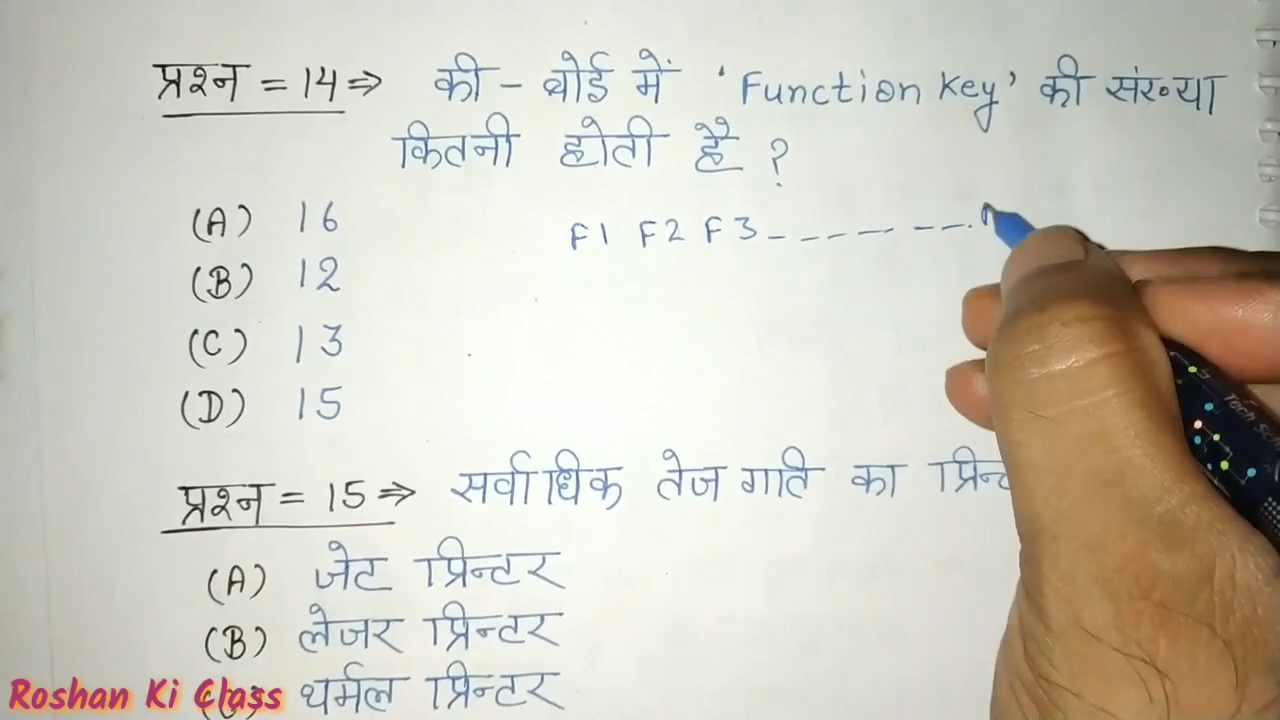 प्रश्न = 14 ⇒ की - बोर्ड में 'Function Key' की संख्या
कितनी होती है ?
(A) 16
F1 F2 F3 - - - - - - -
(B) 12
(C) 13
(D) 15
प्रश्न = 15 ⇒ सर्वाधिक तेज गति का
(A) जेट प्रिन्टर
(B) लेजर प्रिन्टर
थर्मल प्रिन्टर
Roshan Ki Class